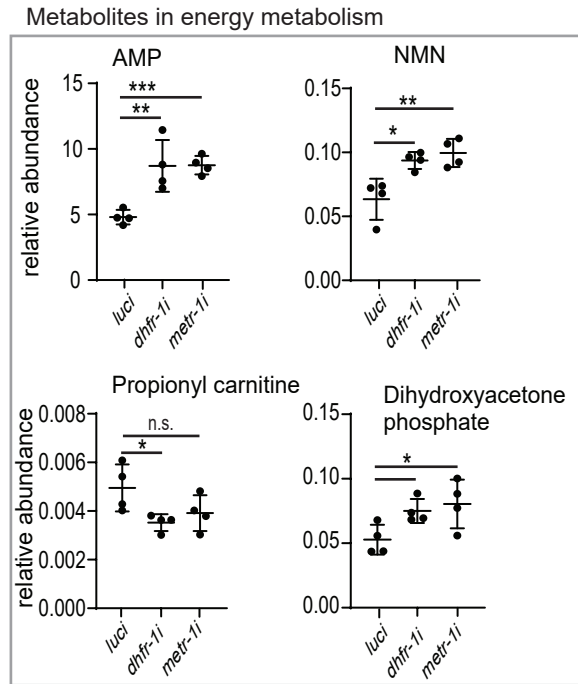 Metabolites in energy metabolism
AMP
relative abundance
15
10
5
0
***
**
luci
dhfr-1i
metr-1i
NMN
0.15
0.10
0.05
0.00
**
*
luci
dhfr-1i
metr-1i
Propionyl carnitine
relative abundance
0.008
0.006
0.004
0.002
0.000
n.s.
*
luci
dhfr-1i
metr-1i
Dihydroxyacetone
phosphate
0.15
0.10
0.05
0.00
*
luci
dhfr-1i
metr-1i